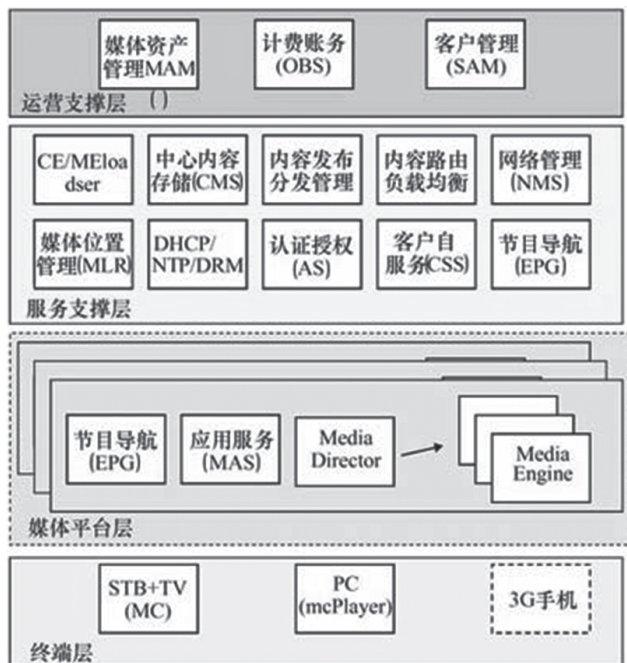 媒体资产
管理MAM
()
计费账务
(OBS)
客户管理
(SAM)
运营支撑层
CE/MEloa
dser
中心内容
存储(CMS)
内容发布
分发管理
内容路由
负载均衡
网络管理
(NMS)
媒体位置
管理(MLR)
DHCP/
NTP/DRM
认证授权
(AS)
客户自
服务(CSS)
节目导航
(EPG)
服务支撑层
节目导航
(EPG)
应用服务
(MAS)
Media
Director
Media
Engine
媒体平台层
STB+TV
(MC)
PC
(mcPlayer)
3G手机
终端层